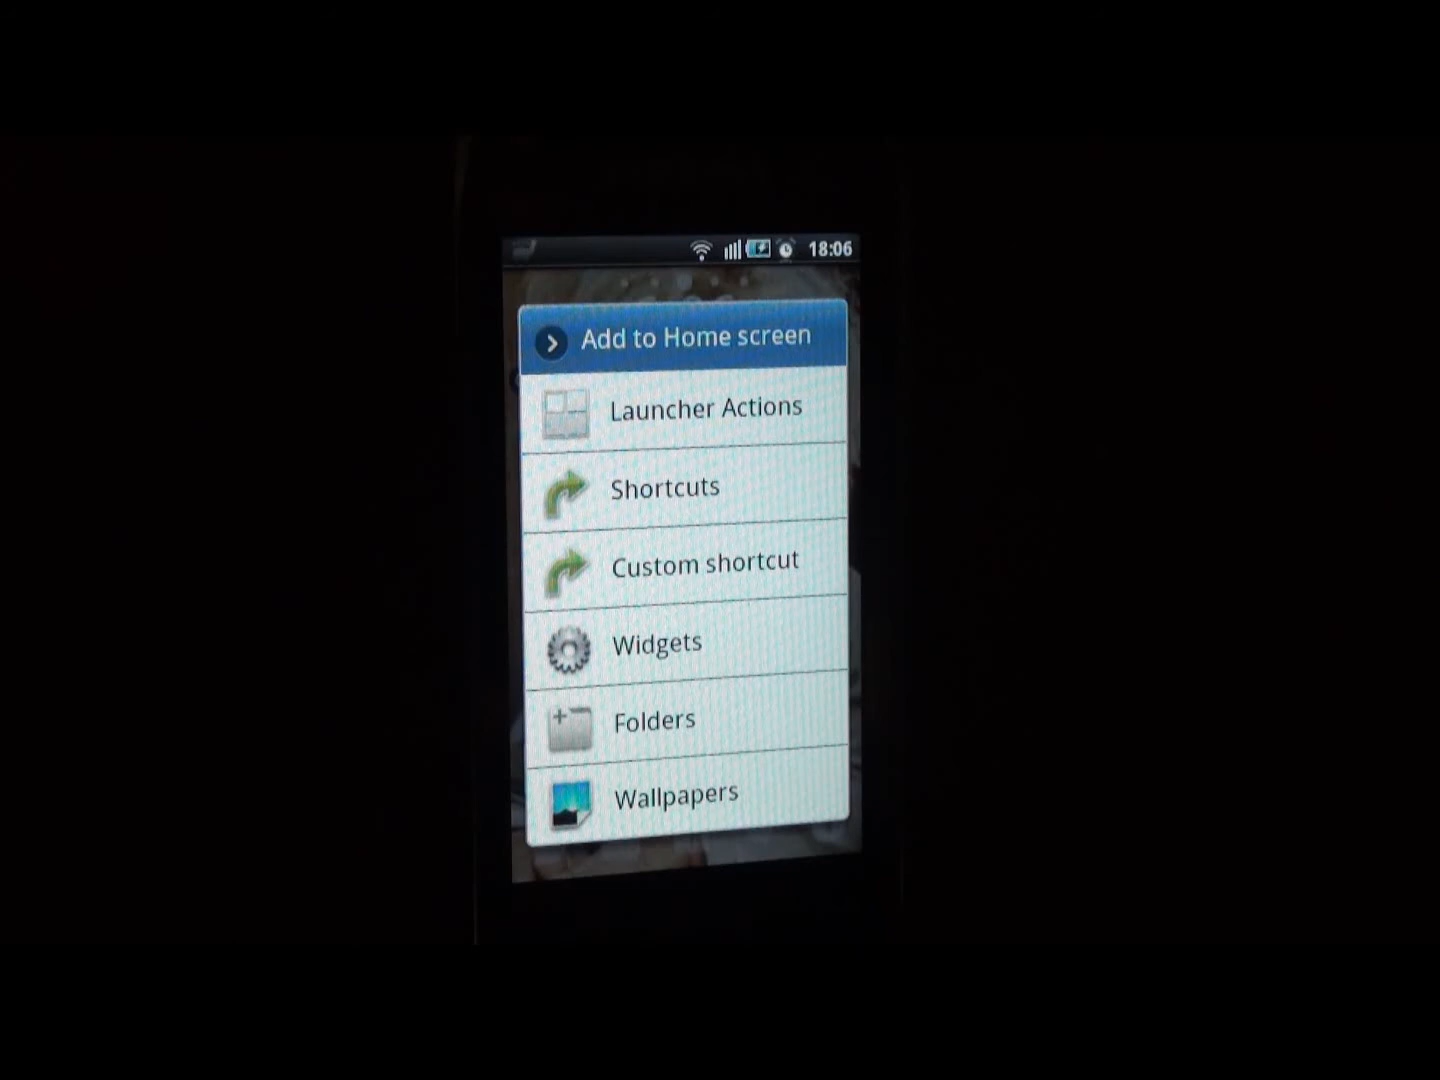 18:06
Add to Home screen
Launcher Actions
Shortcuts
Custom shortcut
Widgets
Folders
Wallpapers